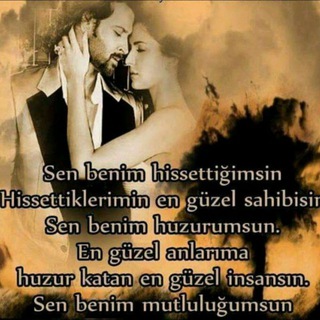 Sen benim hissettiğimsin
Hissettiklerimin en güzel sahibisin
Sen benim huzurumsun.
En güzel anlarıma
huzur katan en güzel insansın.
Sen benim mutluluğumsun